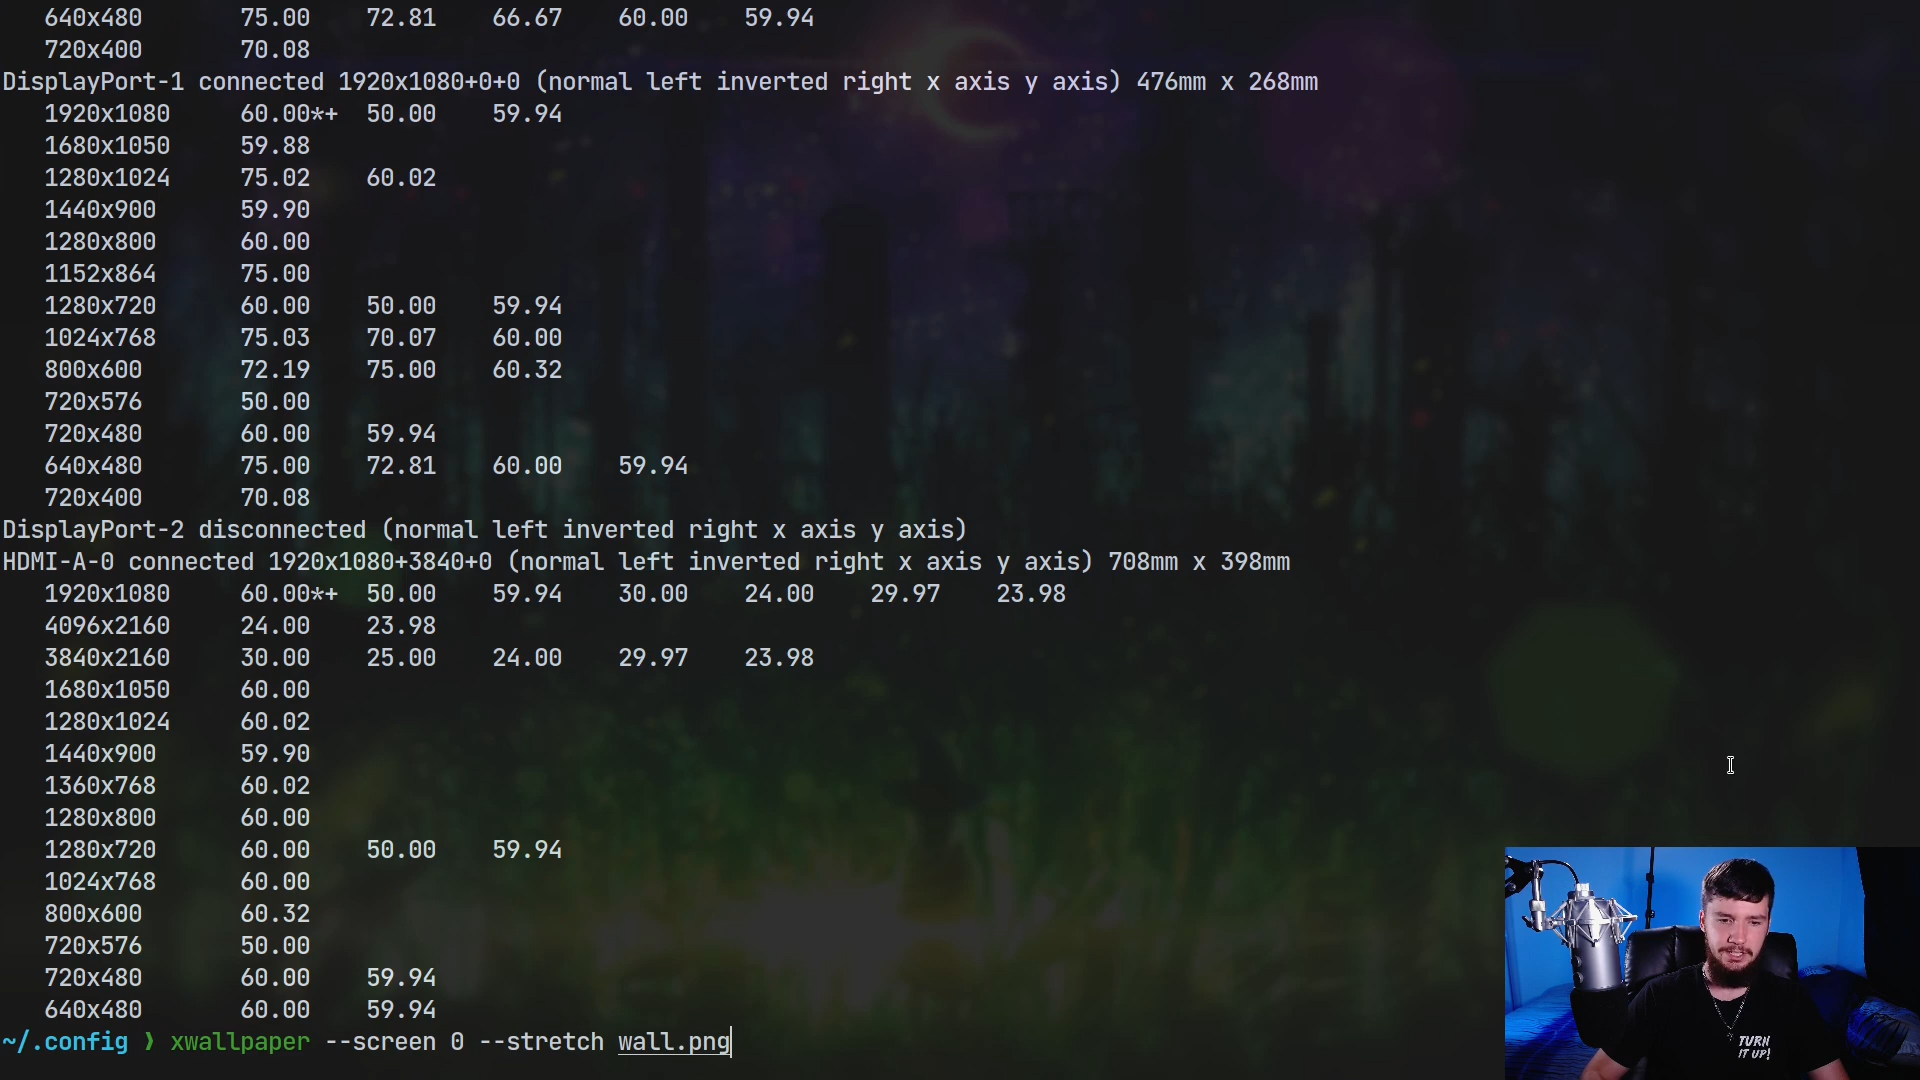 640x480 75.00 72.81 66.67 60.00 59.94
720x400 70.08
DisplayPort-1 connected 1920x1080+0+0 (normal left inverted right x axis y axis) 476mm x 268mm
1920x1080 60.00*+ 50.00 59.94
1680x1050 59.88
1280x1024 75.02 60.02
1440x900 59.90
1280x800 60.00
1152x864 75.00
1280x720 60.00 50.00 59.94
1024x768 75.03 70.07 60.00
800x600 72.19 75.00 60.32
720x576 50.00
720x480 60.00 59.94
640x480 75.00 72.81 60.00 59.94
720x400 70.08
DisplayPort-2 disconnected (normal left inverted right x axis y axis)
HDMI-A-0 connected 1920x1080+3840+0 (normal left inverted right x axis y axis) 708mm x 398mm
1920x1080 60.00*+ 50.00 59.94 30.00 24.00 29.97 23.98
4096x2160 24.00 23.98
3840x2160 30.00 25.00 24.00 29.97 23.98
1680x1050 60.00
1280x1024 60.02
1440x900 59.90
1360x768 60.02
1280x800 60.00
1280x720 60.00 50.00 59.94
1024x768 60.00
800x600 60.32
720x576 50.00
720x480 60.00 59.94
640x480 60.00 59.94
~/.config ❯ xwallpaper --screen 0 --stretch wall.png
TURN
IT UP!